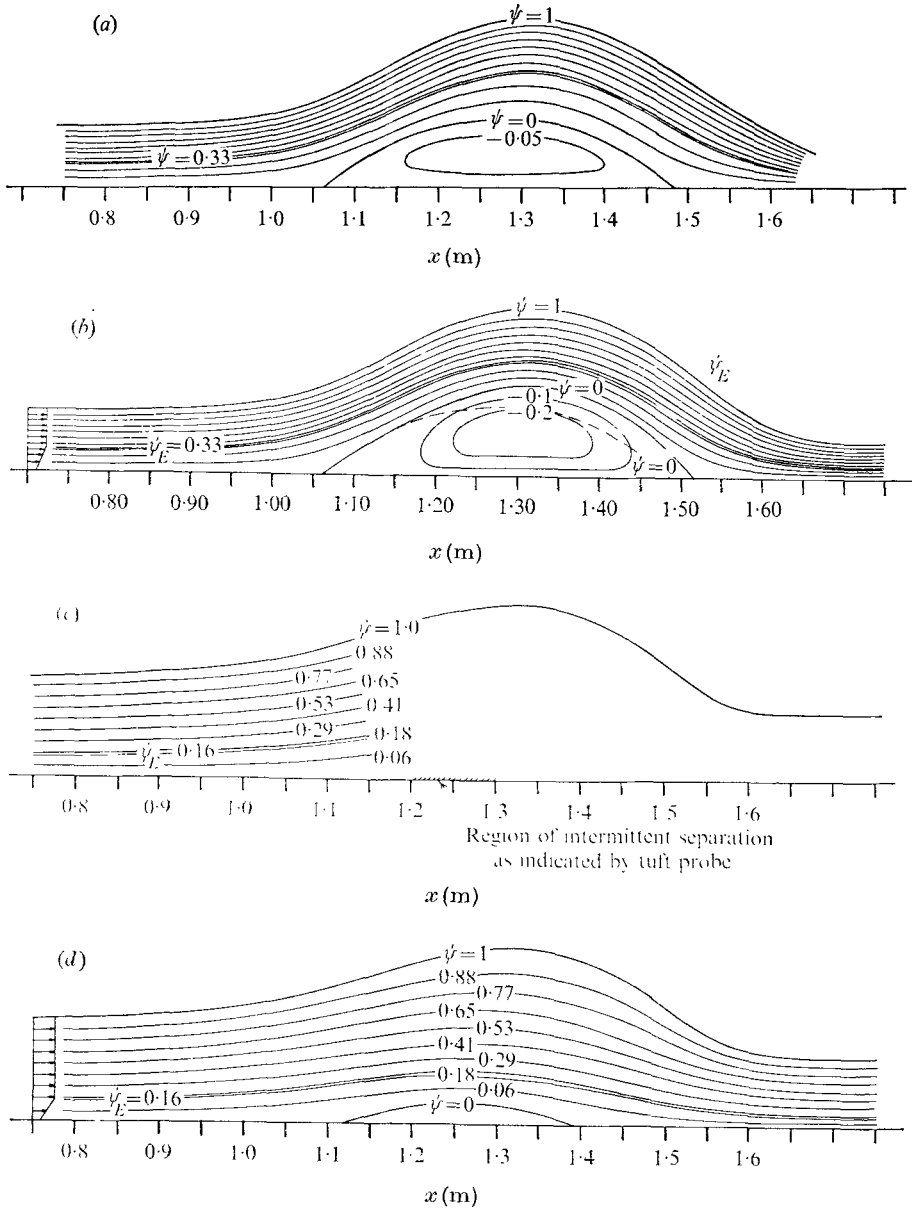 (a)
ψ=1
ψ=0
−0·05
ψ=0·33
0·8 0·9 1·0 1·1 1·2 1·3 1·4 1·5 1·6
x (m)
(b)
ψ=1
ψ_E
ψ=0
0·1
0·2
ψ_E=0·33
ψ=0
0·80 0·90 1·00 1·10 1·20 1·30 1·40 1·50 1·60
x (m)
(c)
ψ=1·0
0·88
0·77 0·65
0·53 0·41
0·29 0·18
ψ_E=0·16 0·06
0·8 0·9 1·0 1·1 1·2 1·3 1·4 1·5 1·6
Region of intermittent separation
as indicated by tuft probe
x (m)
(d)
ψ=1
0·88
0·77
0·65
0·53
0·41
0·29
0·18
0·06
ψ_E=0·16
ψ=0
0·8 0·9 1·0 1·1 1·2 1·3 1·4 1·5 1·6
x (m)